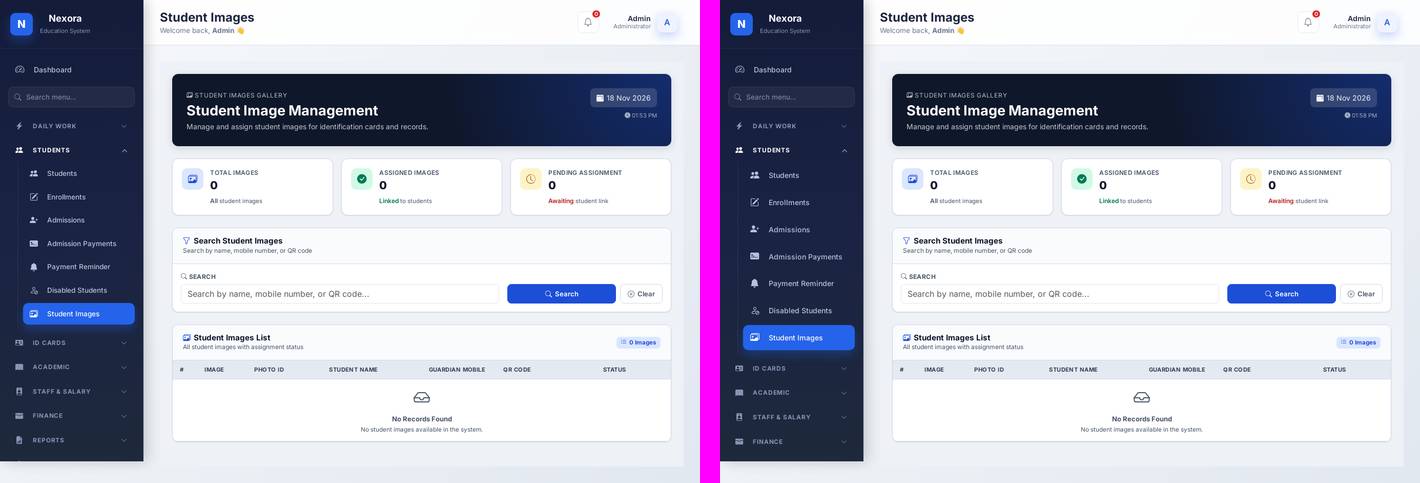 N
Nexora
Education System
Dashboard
Search menu...
DAILY WORK
STUDENTS
Students
Enrollments
Admissions
Admission Payments
Payment Reminder
Disabled Students
Student Images
ID CARDS
ACADEMIC
STAFF & SALARY
FINANCE
REPORTS
Student Images
Welcome back, Admin 👋
0
Admin
Administrator
A
STUDENT IMAGES GALLERY
Student Image Management
Manage and assign student images for identification cards and records.
18 Nov 2026
01:53 PM
TOTAL IMAGES
0
All student images
ASSIGNED IMAGES
0
Linked to students
PENDING ASSIGNMENT
0
Awaiting student link
Search Student Images
Search by name, mobile number, or QR code
SEARCH
Search by name, mobile number, or QR code...
Search
Clear
Student Images List
All student images with assignment status
0 Images
# IMAGE PHOTO ID STUDENT NAME GUARDIAN MOBILE QR CODE STATUS
No Records Found
No student images available in the system.
N
Nexora
Education System
Dashboard
Search menu...
DAILY WORK
STUDENTS
Students
Enrollments
Admissions
Admission Payments
Payment Reminder
Disabled Students
Student Images
ID CARDS
ACADEMIC
STAFF & SALARY
FINANCE
Student Images
Welcome back, Admin 👋
0
Admin
Administrator
A
STUDENT IMAGES GALLERY
Student Image Management
Manage and assign student images for identification cards and records.
18 Nov 2026
01:58 PM
TOTAL IMAGES
0
All student images
ASSIGNED IMAGES
0
Linked to students
PENDING ASSIGNMENT
0
Awaiting student link
Search Student Images
Search by name, mobile number, or QR code
SEARCH
Search by name, mobile number, or QR code...
Search
Clear
Student Images List
All student images with assignment status
0 Images
# IMAGE PHOTO ID STUDENT NAME GUARDIAN MOBILE QR CODE STATUS
No Records Found
No student images available in the system.